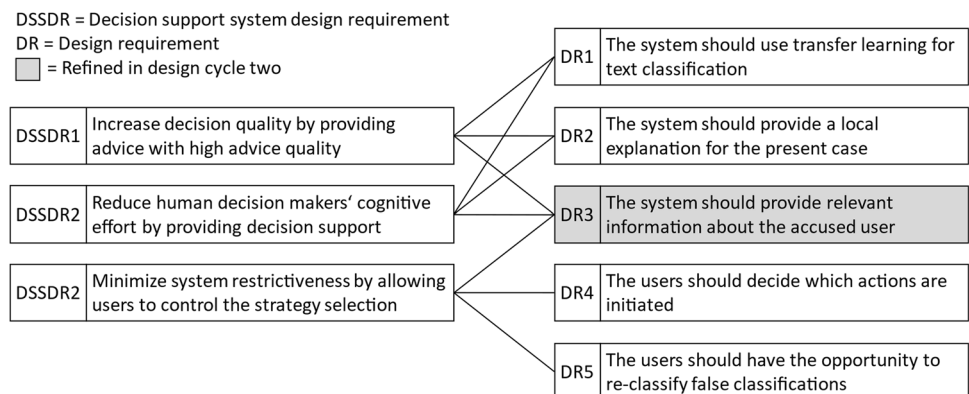 DSSDR = Decision support system design requirement
DR = Design requirement
= Refined in design cycle two
DSSDR1
Increase decision quality by providing
advice with high advice quality
DSSDR2
Reduce human decision makers‘ cognitive
effort by providing decision support
DSSDR2
Minimize system restrictiveness by allowing
users to control the strategy selection
DR1
The system should use transfer learning for
text classification
DR2
The system should provide a local
explanation for the present case
DR3
The system should provide relevant
information about the accused user
DR4
The users should decide which actions are
initiated
DR5
The users should have the opportunity to
re-classify false classifications